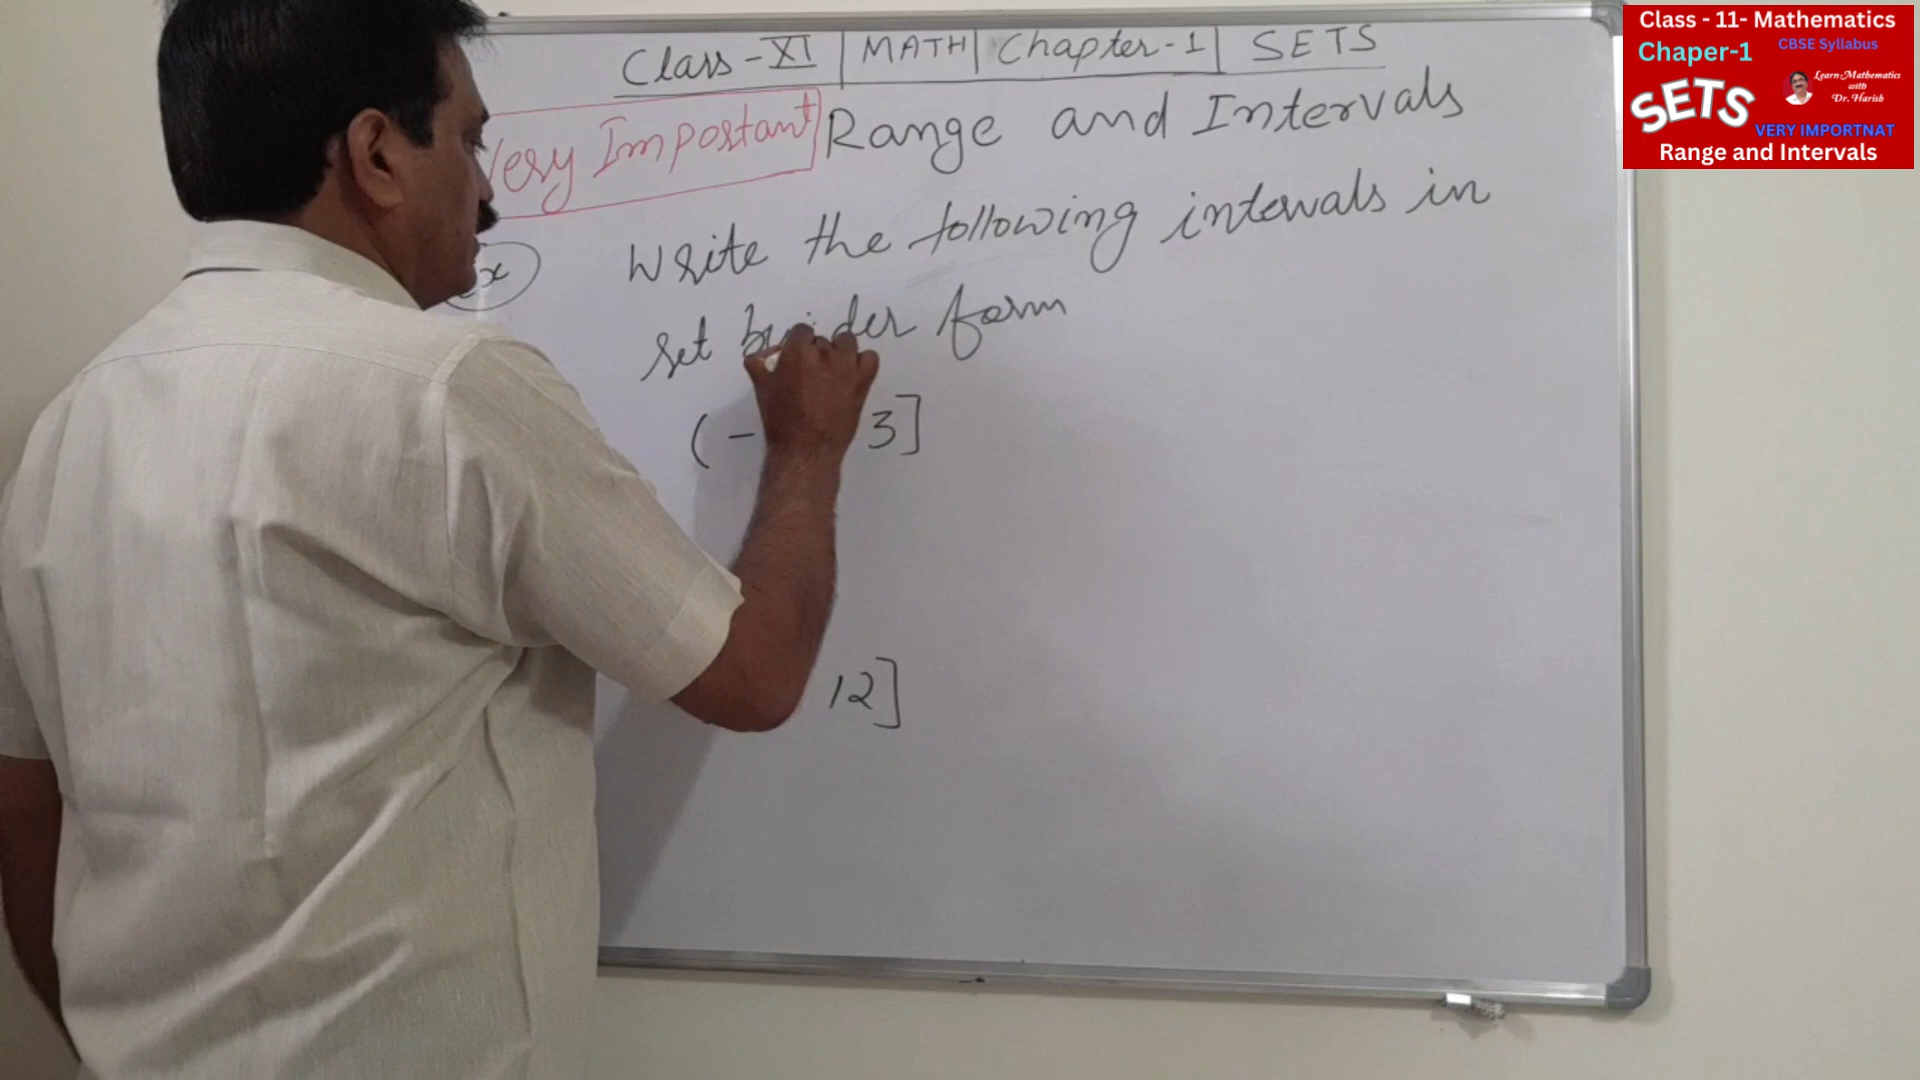 Class - XI | MATH | Chapter - 1 | SETS
Very Important Range and Intervals
Write the following intervals in
set form
(- 3]
12]
Class - 11- Mathematics
Chaper-1 CBSE Syllabus
SETS
Learn Mathematics
with
Dr. Harish
VERY IMPORTNAT
Range and Intervals